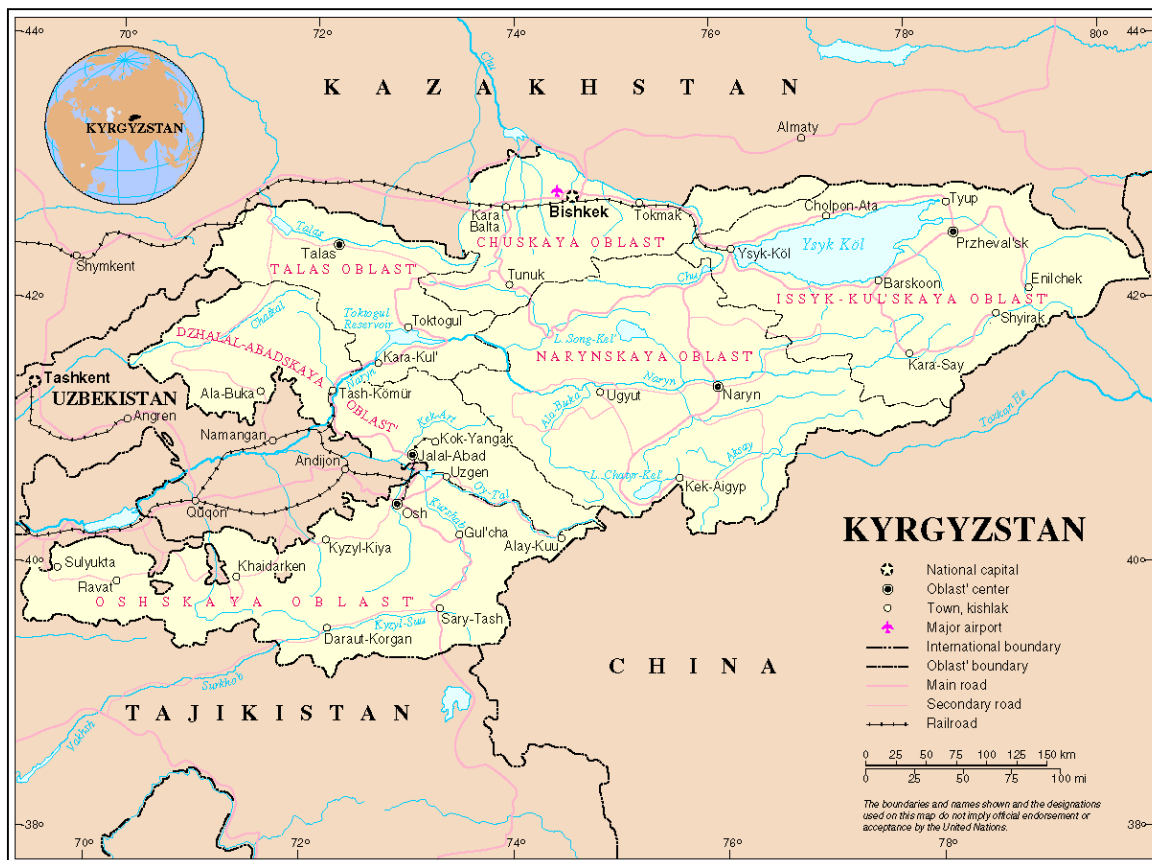 44°
70°
72°
74°
76°
78°
80°
44°
KAZAKHSTAN
KYRGYZSTAN
Chu
Almaty
Bishkek
Kara
Balta
Tokmak
Cholpon-Ata
Tyup
Talas
Talas
CHUSKAYA OBLAST'
Ysyk Köl
Ysyk-Köl
Przheval'sk
Shymkent
TALAS OBLAST'
Tunuk
Chu
Barskoon
Enilchek
42°
42°
ISSYK-KUL'SKAYA OBLAST'
Chatkal
Toktogul
Reservoir
Toktogul
Shyirak
DZHALAL-ABADSKAYA
OBLAST'
L. Song-Kel'
NARYNSKAYA OBLAST'
Kara-Kul'
Kara-Say
Tashkent
UZBEKISTAN
Ala-Buka
Naryn
Tash-Kömür
Ala-Buka
Ugyut
Naryn
Naryn
Angren
Kek-Art
Toxkan He
Namangan
Kok-Yangak
Jalal-Abad
Aksay
Andijon
Uzgen
L. Chatyr-Kel'
Kek-Aigyp
Oy-Tal
Quqon
Osh
Kurshab
Gul'cha
Alay-Kuu
Kyzyl-Kiya
40°
40°
Sulyukta
Ravat
Khaidarken
OSHSKAYA OBLAST'
Sary-Tash
Kyzyl-Suu
Daraut-Korgan
Surkhob
Vakhsh
TAJIKISTAN
CHINA
KYRGYZSTAN
National capital
Oblast' center
Town, kishlak
Major airport
International boundary
Oblast' boundary
Main road
Secondary road
Railroad
0 25 50 75 100 125 150 km
0 25 50 75 100 mi
The boundaries and names shown and the designations
used on this map do not imply official endorsement or
acceptance by the United Nations.
38°
38°
70°
72°
74°
76°
78°